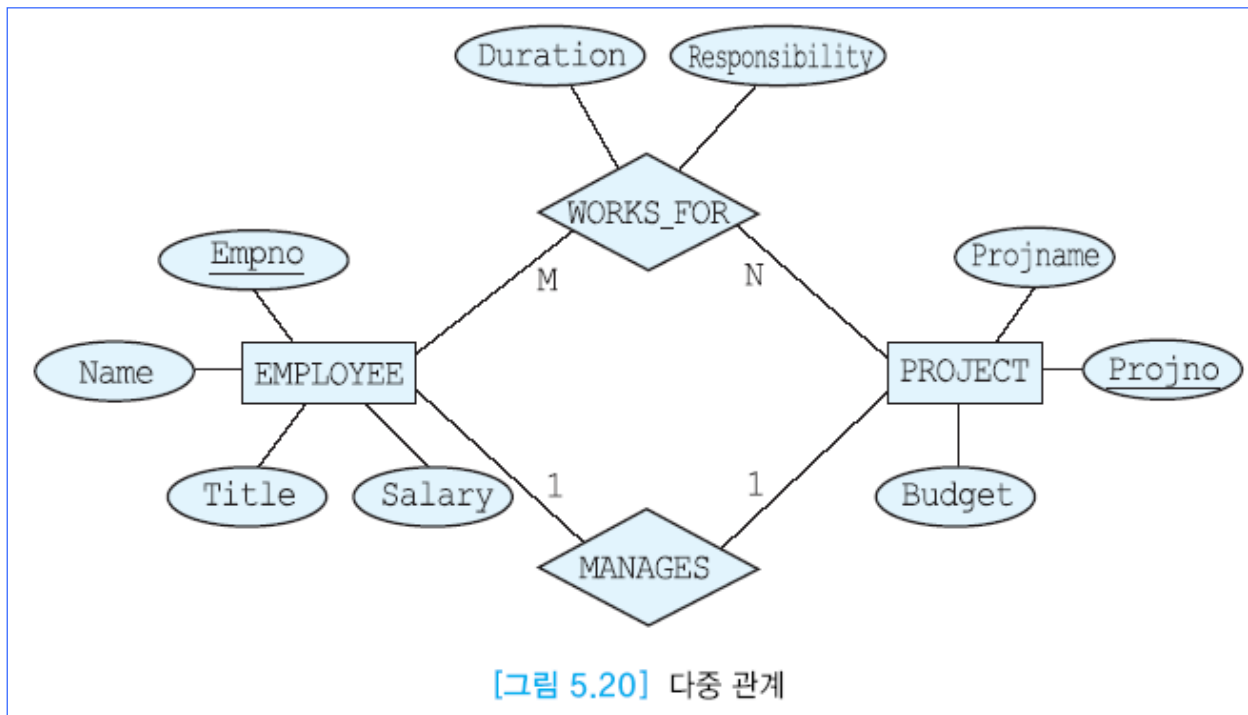 Duration
Responsibility
WORKS_FOR
Empno
Projname
M
N
Name
EMPLOYEE
PROJECT
Projno
Title
Salary
1
1
Budget
MANAGES
[그림 5.20] 다중 관계